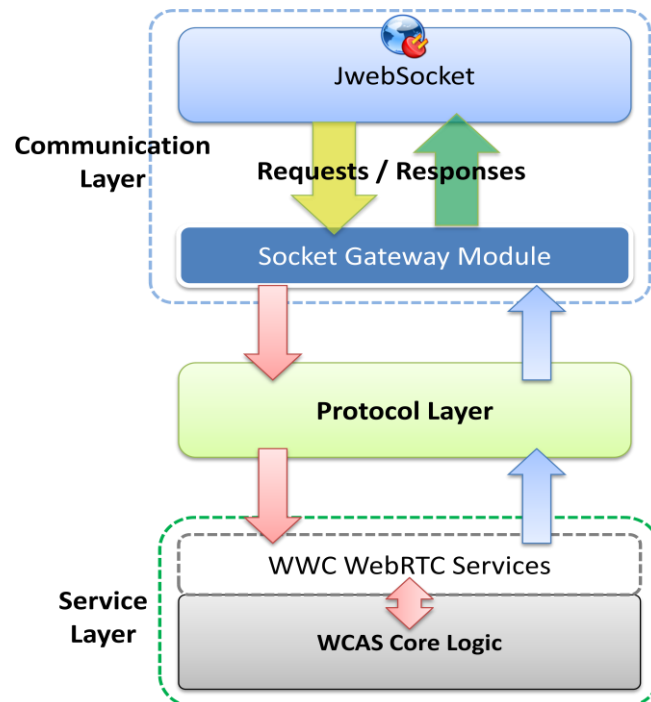 JwebSocket
Communication
Layer
Requests / Responses
Socket Gateway Module
Protocol Layer
WWC WebRTC Services
Service
Layer
WCAS Core Logic